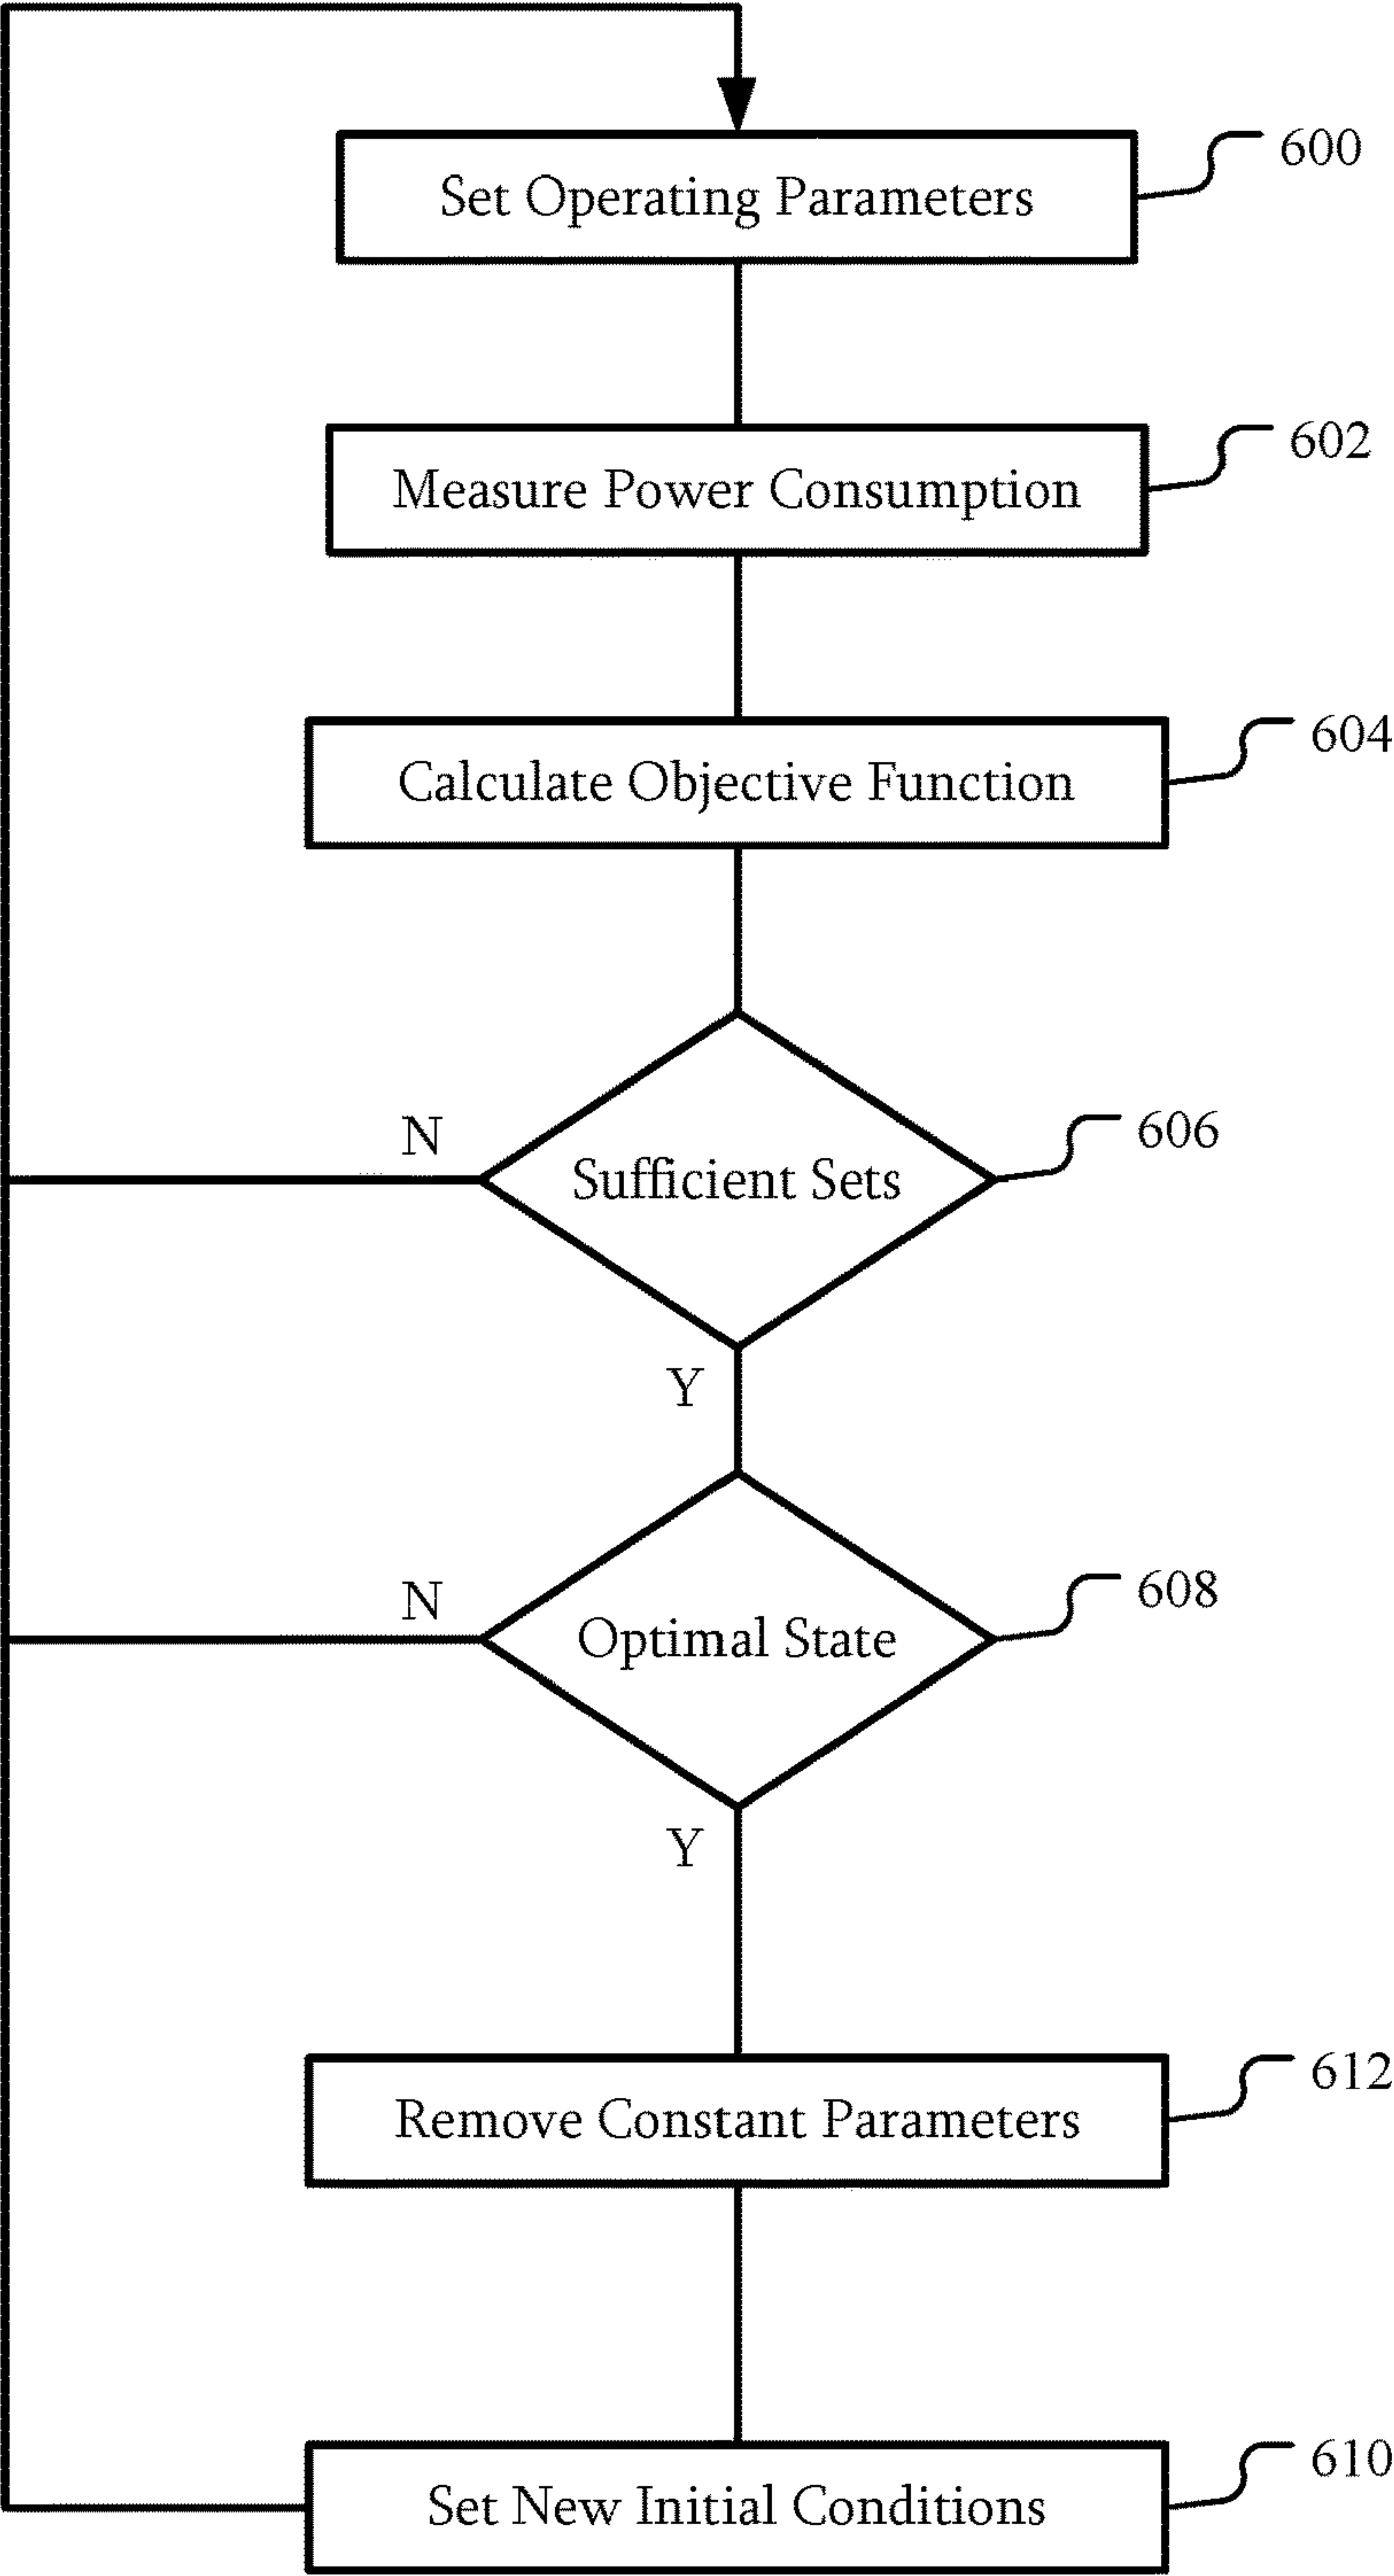 Set Operating Parameters
600
Measure Power Consumption
602
Calculate Objective Function
604
N
Sufficient Sets
606
Y
N
Optimal State
608
Y
Remove Constant Parameters
612
Set New Initial Conditions
610